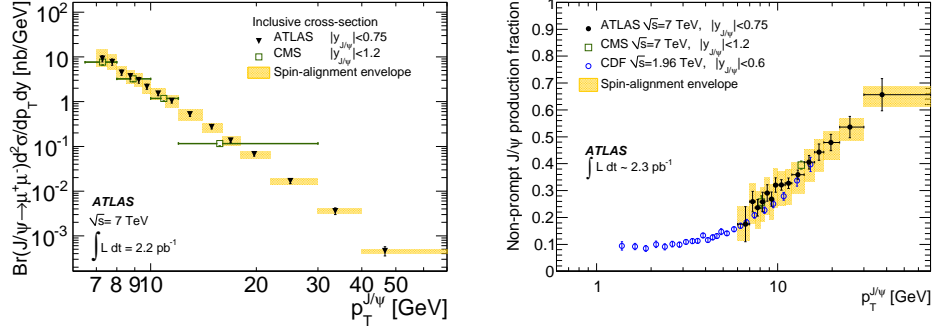 Br(J/ψ→μ⁺μ⁻)d²σ/dp_T dy [nb/GeV]
10
1
10⁻¹
10⁻²
10⁻³
Inclusive cross-section
ATLAS |y_J/ψ|<0.75
CMS |y_J/ψ|<1.2
Spin-alignment envelope
ATLAS
√s= 7 TeV
∫L dt = 2.2 pb⁻¹
7 8 910 20 30 40 50
p_T^J/ψ [GeV]
Non-prompt J/ψ production fraction
1
0.9
0.8
0.7
0.6
0.5
0.4
0.3
0.2
0.1
0
ATLAS √s=7 TeV, |y_J/ψ|<0.75
CMS √s=7 TeV, |y_J/ψ|<1.2
CDF √s=1.96 TeV, |y_J/ψ|<0.6
Spin-alignment envelope
ATLAS
∫L dt ~ 2.3 pb⁻¹
1 10
p_T^J/ψ [GeV]